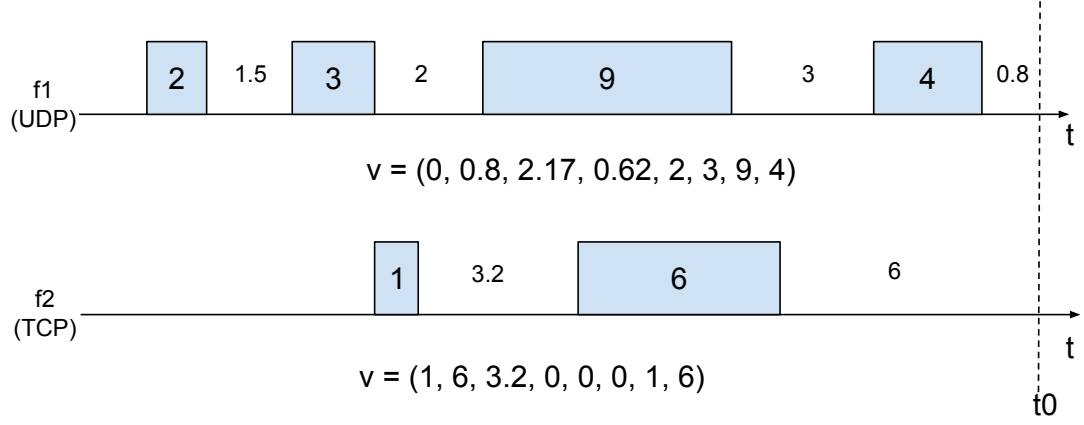 2 1.5 3 2 9 3 4 0.8
f1
(UDP)
t
v = (0, 0.8, 2.17, 0.62, 2, 3, 9, 4)
1 3.2 6 6
f2
(TCP)
t
v = (1, 6, 3.2, 0, 0, 0, 1, 6)
t0